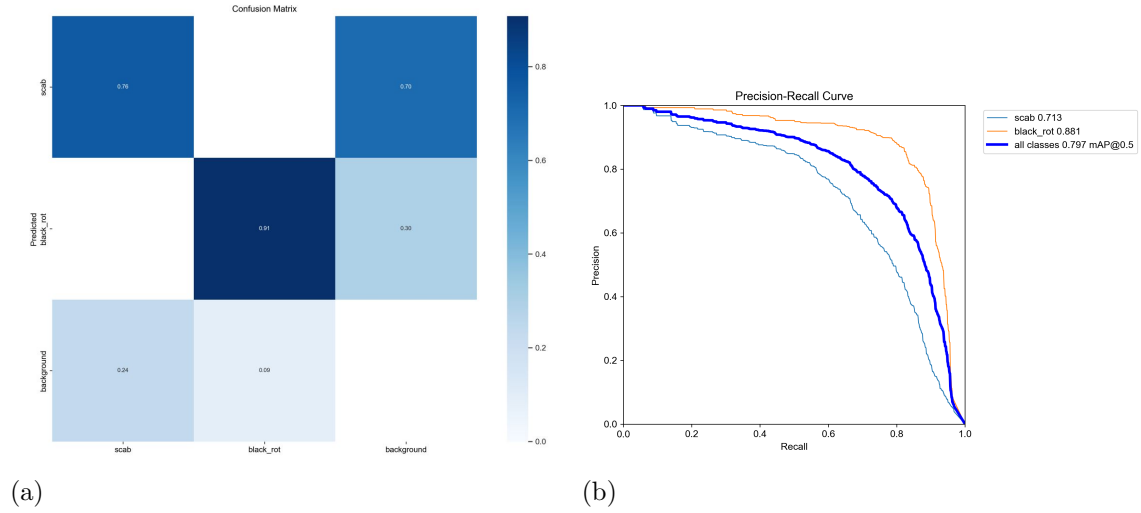 Confusion Matrix
scab
0.76
0.70
Predicted
black_rot
0.91
0.30
background
0.24
0.09
scab
black_rot
background
0.8
0.6
0.4
0.2
0.0
(a)
Precision-Recall Curve
1.0
0.8
0.6
0.4
0.2
0.0
Precision
0.0 0.2 0.4 0.6 0.8 1.0
Recall
scab 0.713
black_rot 0.881
all classes 0.797 mAP@0.5
(b)